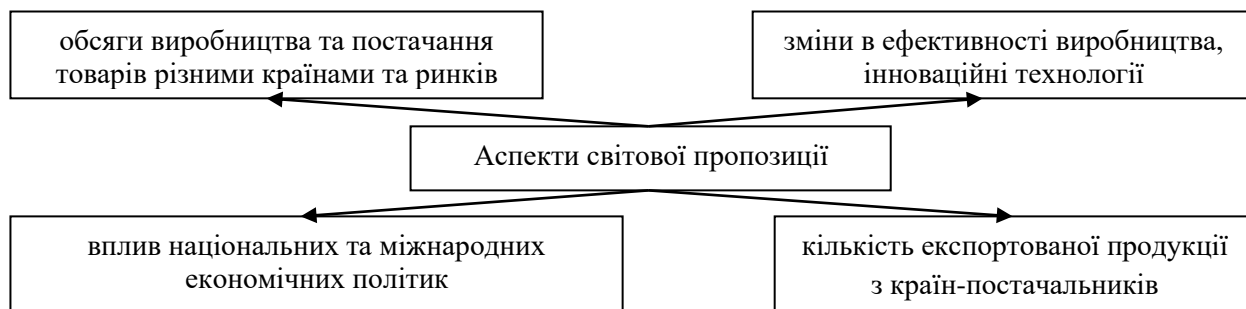 обсяги виробництва та постачання
товарів різними країнами та ринків
зміни в ефективності виробництва,
інноваційні технології
Аспекти світової пропозиції
вплив національних та міжнародних
економічних політик
кількість експортованої продукції
з країн-постачальників